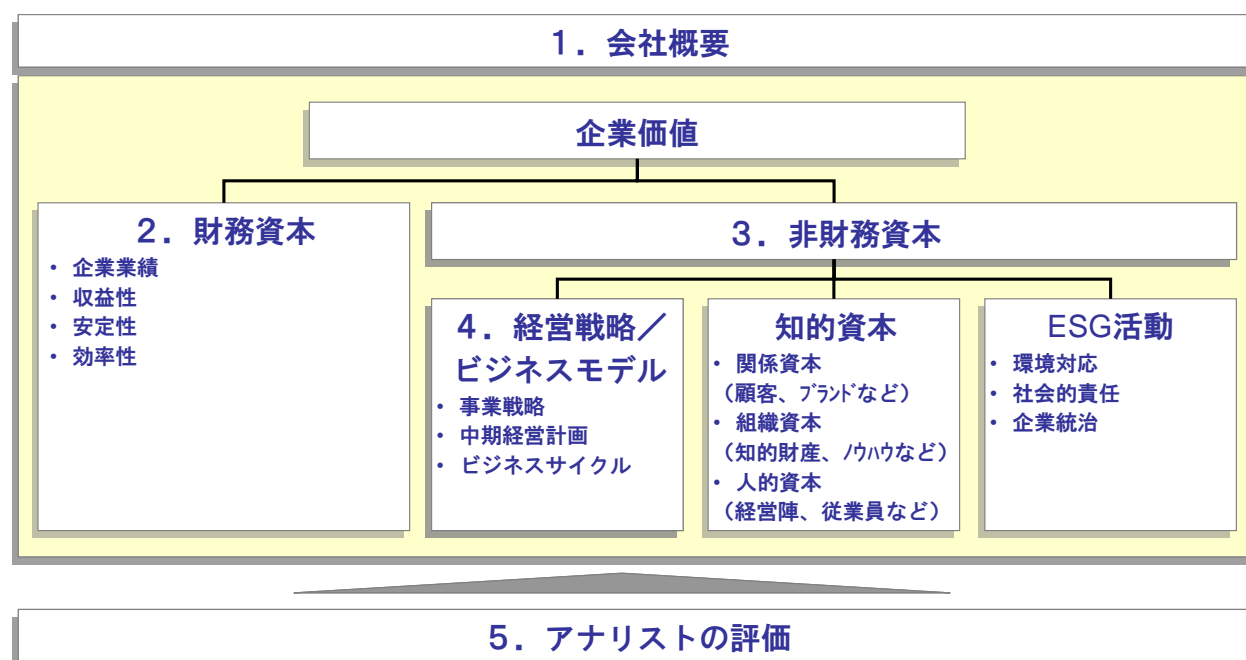 １．会社概要
企業価値
２．財務資本
・ 企業業績
・ 収益性
・ 安定性
・ 効率性
３．非財務資本
４．経営戦略／
ビジネスモデル
・ 事業戦略
・ 中期経営計画
・ ビジネスサイクル
知的資本
・ 関係資本
（顧客、ﾌﾞﾗﾝﾄﾞなど）
・ 組織資本
（知的財産、ﾉｳﾊｳなど）
・ 人的資本
（経営陣、従業員など）
ESG活動
・ 環境対応
・ 社会的責任
・ 企業統治
５．アナリストの評価